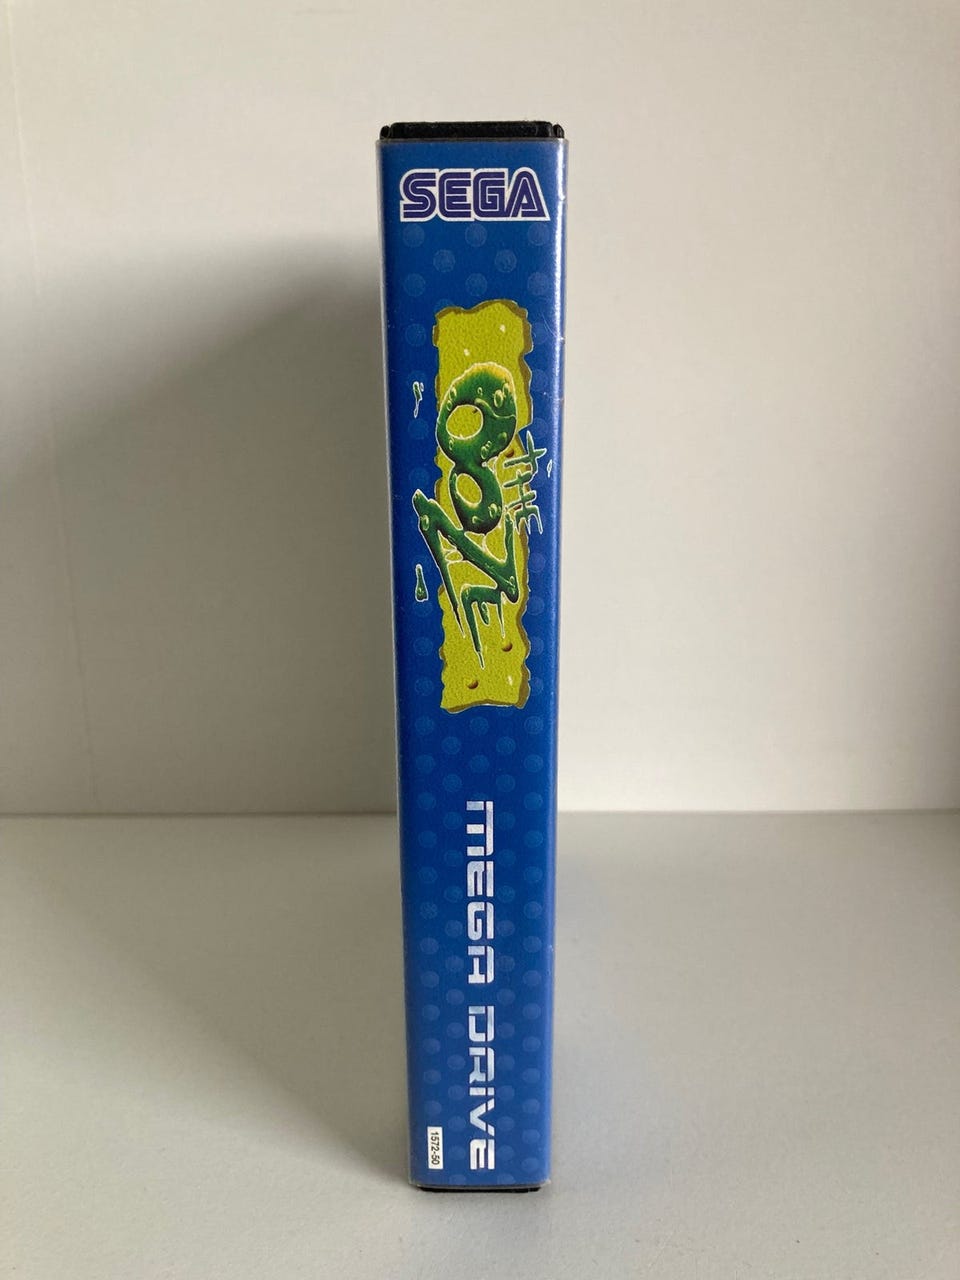 SEGA
THE
OOZE
MEGA DRIVE
1572-50